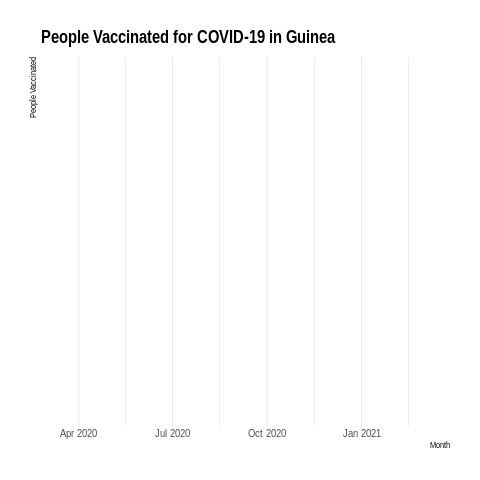 People Vaccinated for COVID-19 in Guinea
People Vaccinated
Apr 2020
Jul 2020
Oct 2020
Jan 2021
Month